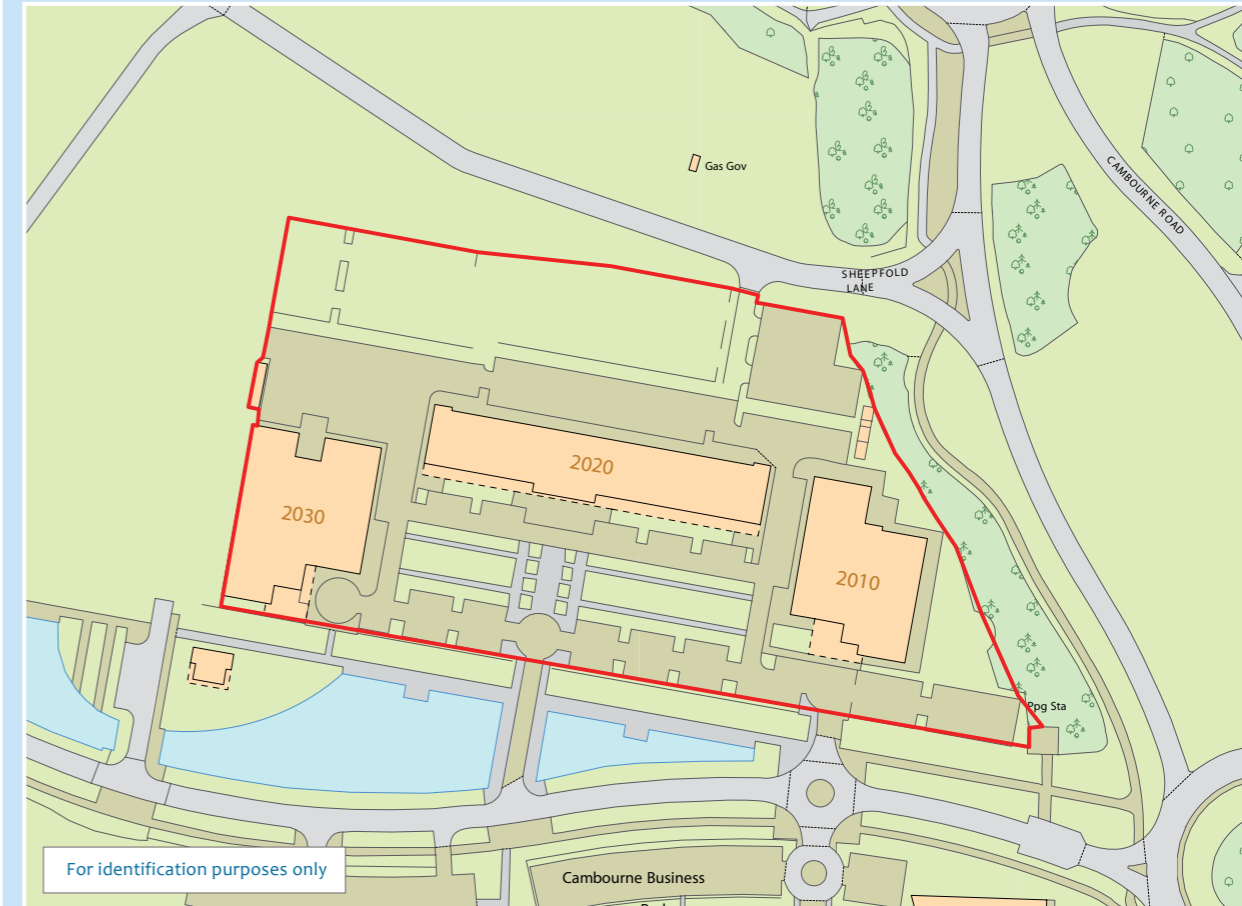 Gas Gov
CAMBOURNE ROAD
SHEEPFOLD
LANE
2020
2030
2010
Ppg Sta
For identification purposes only
Cambourne Business